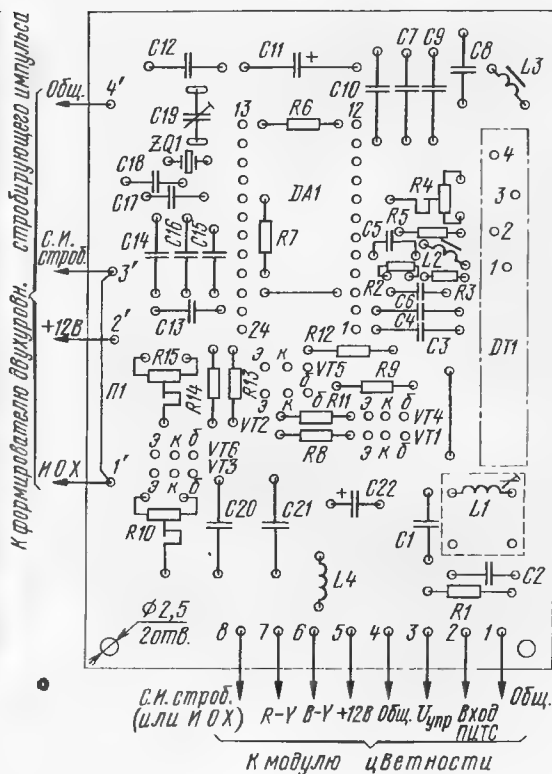 К формирователю двухуровн. стробирующего импульса
Общ.
4'
С.И. строб.
3'
+12В
2'
П1
ИОХ
1'
C12
C11
+
C7
C9
C8
L3
C10
C19
13
R6
12
ZQ1
C18
C17
DA1
R4
4
3
2
1
R5
C5
L2
C14
C16
C15
R7
R2
R3
C6
C4
C13
24
1
C3
DT1
R15
R14
R13
R12
э к
VT5
б
R9
э к б
R11
VT2
VT4
э к б
R8
э к б
VT1
VT6
э к б
VT3
R10
C20
C21
+
C22
C1
L1
L4
C2
R1
Ф2,5
2отв.
8 7 6 5 4 3 2 1
С.И. строб.
(или ИОХ)
R-Y B-Y +12В Общ. Uупр Вход ПЦТС Общ.
К модулю цветности